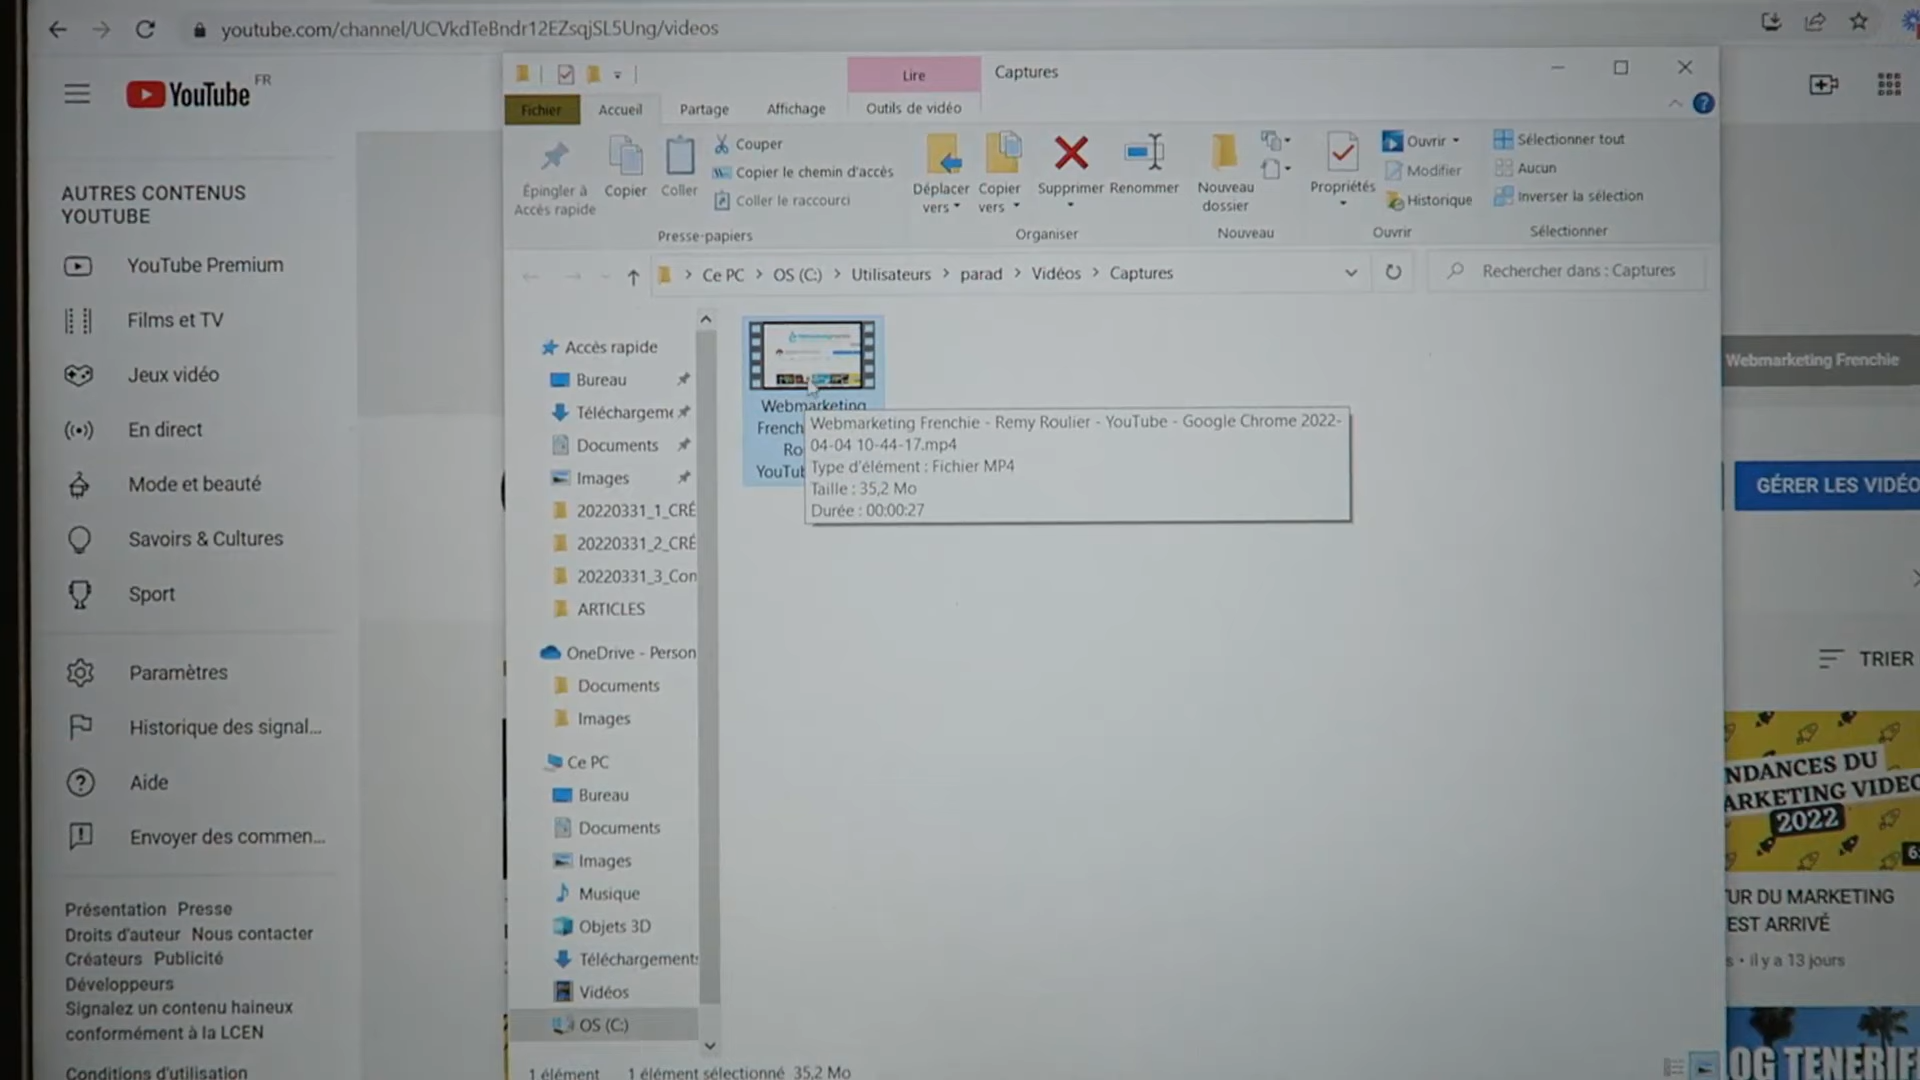 youtube.com/channel/UCVkdTeBndr12EZsqjSL5Ung/videos
YouTube FR
AUTRES CONTENUS
YOUTUBE
YouTube Premium
Films et TV
Jeux vidéo
En direct
Mode et beauté
Savoirs & Cultures
Sport
Paramètres
Historique des signal...
Aide
Envoyer des commen...
Présentation Presse
Droits d'auteur Nous contacter
Créateurs Publicité
Développeurs
Signalez un contenu haineux
conformément à la LCEN
Conditions d'utilisation
Lire
Captures
Fichier
Accueil
Partage
Affichage
Outils de vidéo
Épingler à
Accès rapide
Copier
Coller
Couper
Copier le chemin d'accès
Coller le raccourci
Presse-papiers
Déplacer
vers
Copier
vers
Supprimer
Renommer
Organiser
Nouveau
dossier
Nouveau
Propriétés
Ouvrir
Modifier
Historique
Ouvrir
Sélectionner tout
Aucun
Inverser la sélection
Sélectionner
> Ce PC > OS (C:) > Utilisateurs > parad > Vidéos > Captures
Rechercher dans : Captures
Accès rapide
Bureau
Téléchargeme
Documents
Images
20220331_1_CRÉ
20220331_2_CRÉ
20220331_3_Con
ARTICLES
OneDrive - Person
Documents
Images
Ce PC
Bureau
Documents
Images
Musique
Objets 3D
Téléchargement
Vidéos
OS (C:)
Webmarketing
French
Ro
YouTub
Webmarketing Frenchie - Remy Roulier - YouTube - Google Chrome 2022-
04-04 10-44-17.mp4
Type d'élément : Fichier MP4
Taille : 35,2 Mo
Durée : 00:00:27
1 élément 1 élément sélectionné 35,2 Mo
Webmarketing Frenchie
GÉRER LES VIDÉO
TRIER
NDANCES DU
ARKETING VIDEO
2022
6
UR DU MARKETING
EST ARRIVÉ
s • il y a 13 jours
OG TENERIF